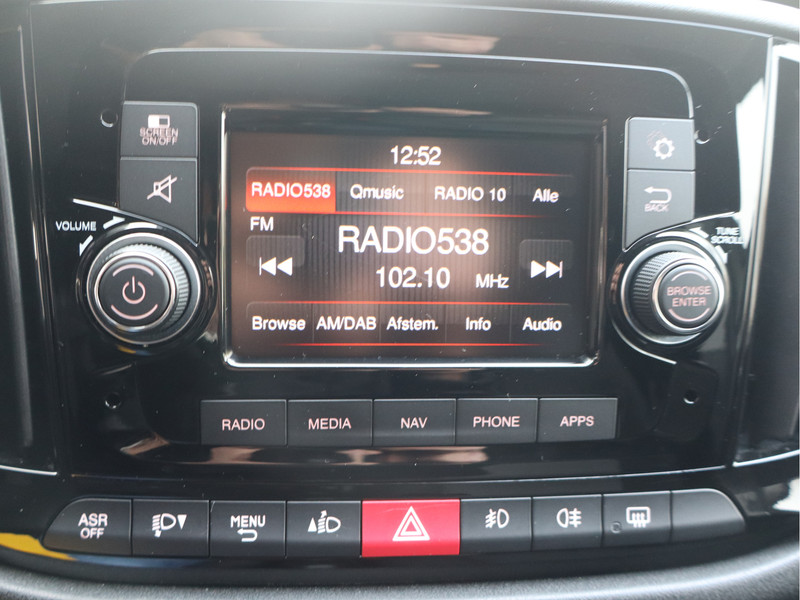 SCREEN
ON/OFF
VOLUME
12:52
RADIO538 Qmusic RADIO 10 Alle
FM
RADIO538
102.10 MHz
Browse AM/DAB Afstem. Info Audio
BACK
TUNE
SCROLL
BROWSE
ENTER
RADIO MEDIA NAV PHONE APPS
ASR
OFF
MENU